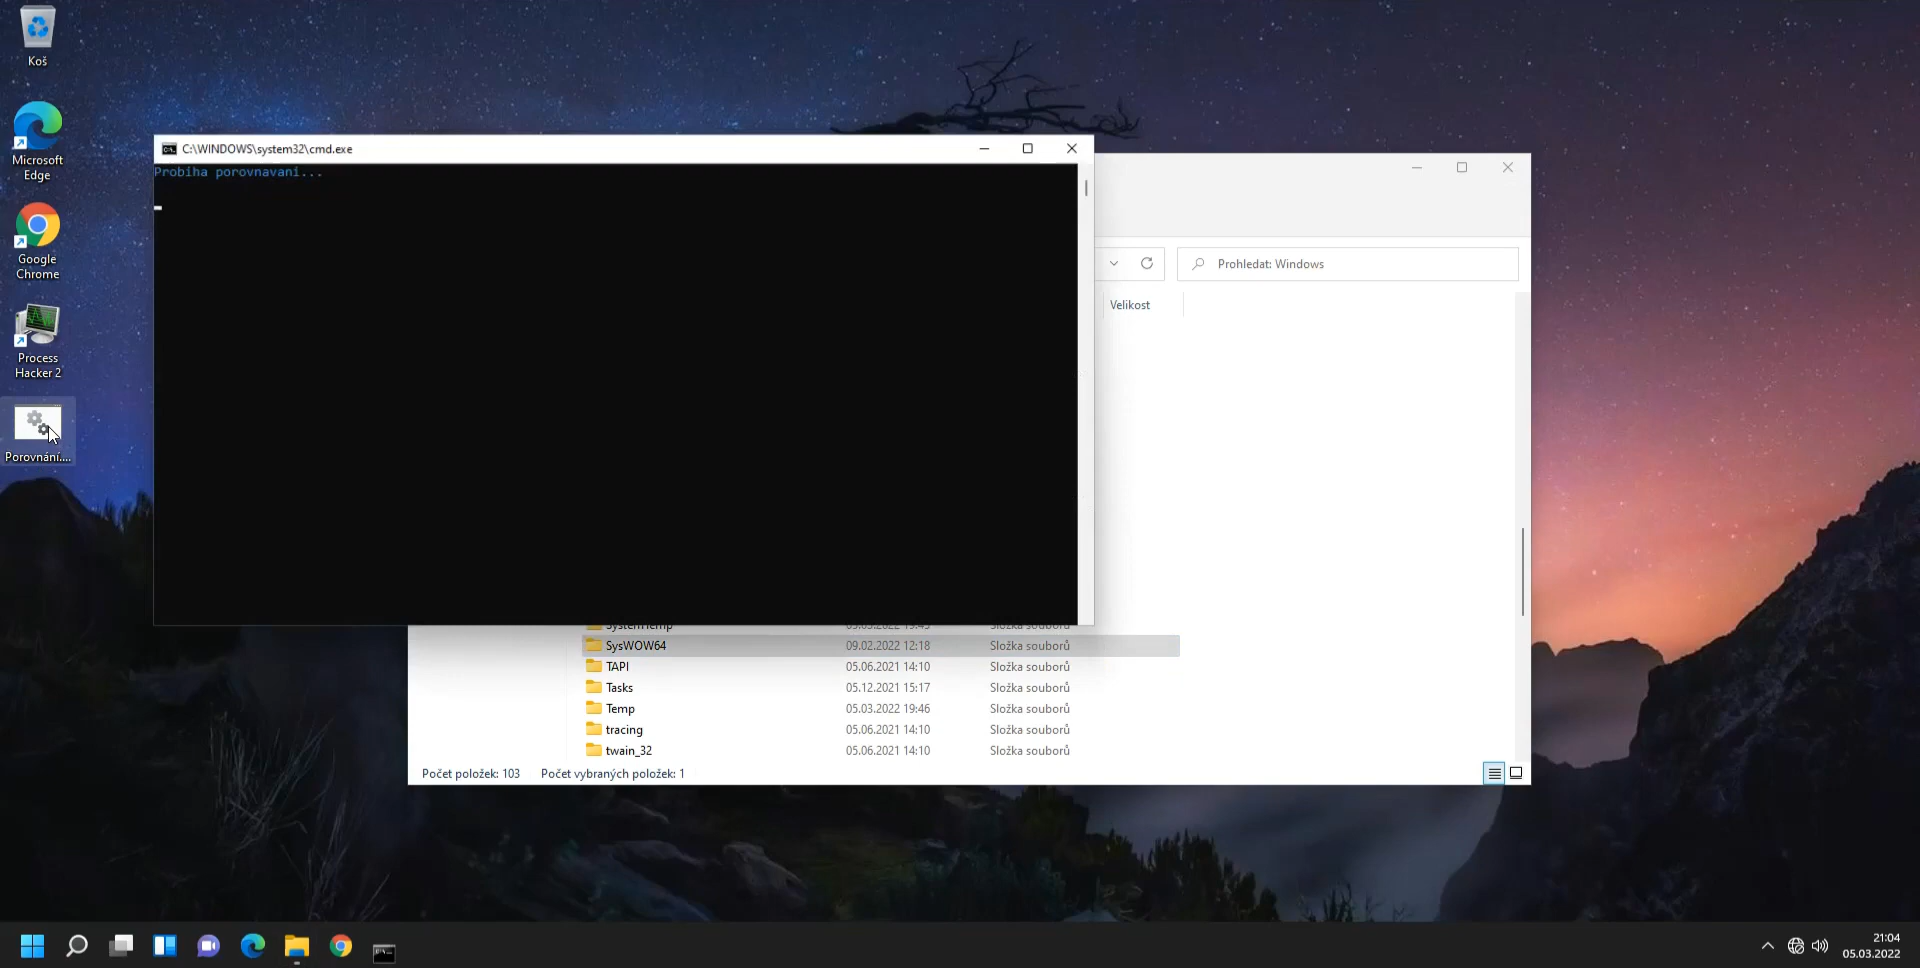 Koš
Microsoft
Edge
Google
Chrome
Process
Hacker 2
Porovnání....
C:\WINDOWS\system32\cmd.exe
Probiha porovnavani...
Prohledat: Windows
Velikost
SystemTemp 05.03.2022 19:45 Složka souborů
SysWOW64 09.02.2022 12:18 Složka souborů
TAPI 05.06.2021 14:10 Složka souborů
Tasks 05.12.2021 15:17 Složka souborů
Temp 05.03.2022 19:46 Složka souborů
tracing 05.06.2021 14:10 Složka souborů
twain_32 05.06.2021 14:10 Složka souborů
Počet položek: 103 Počet vybraných položek: 1
21:04
05.03.2022